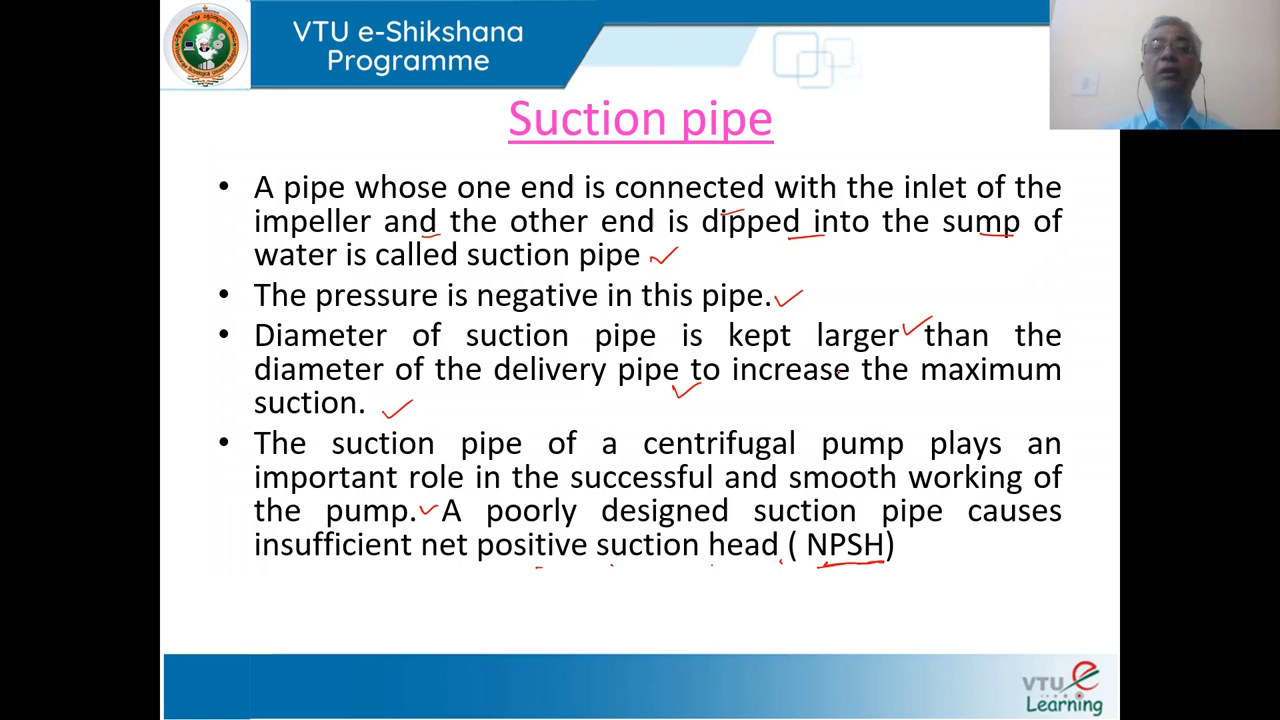 VTU e-Shikshana
Programme
Suction pipe
• A pipe whose one end is connected with the inlet of the
impeller and the other end is dipped into the sump of
water is called suction pipe
• The pressure is negative in this pipe.
• Diameter of suction pipe is kept larger than the
diameter of the delivery pipe to increase the maximum
suction.
• The suction pipe of a centrifugal pump plays an
important role in the successful and smooth working of
the pump. A poorly designed suction pipe causes
insufficient net positive suction head ( NPSH)
VTU e
Learning